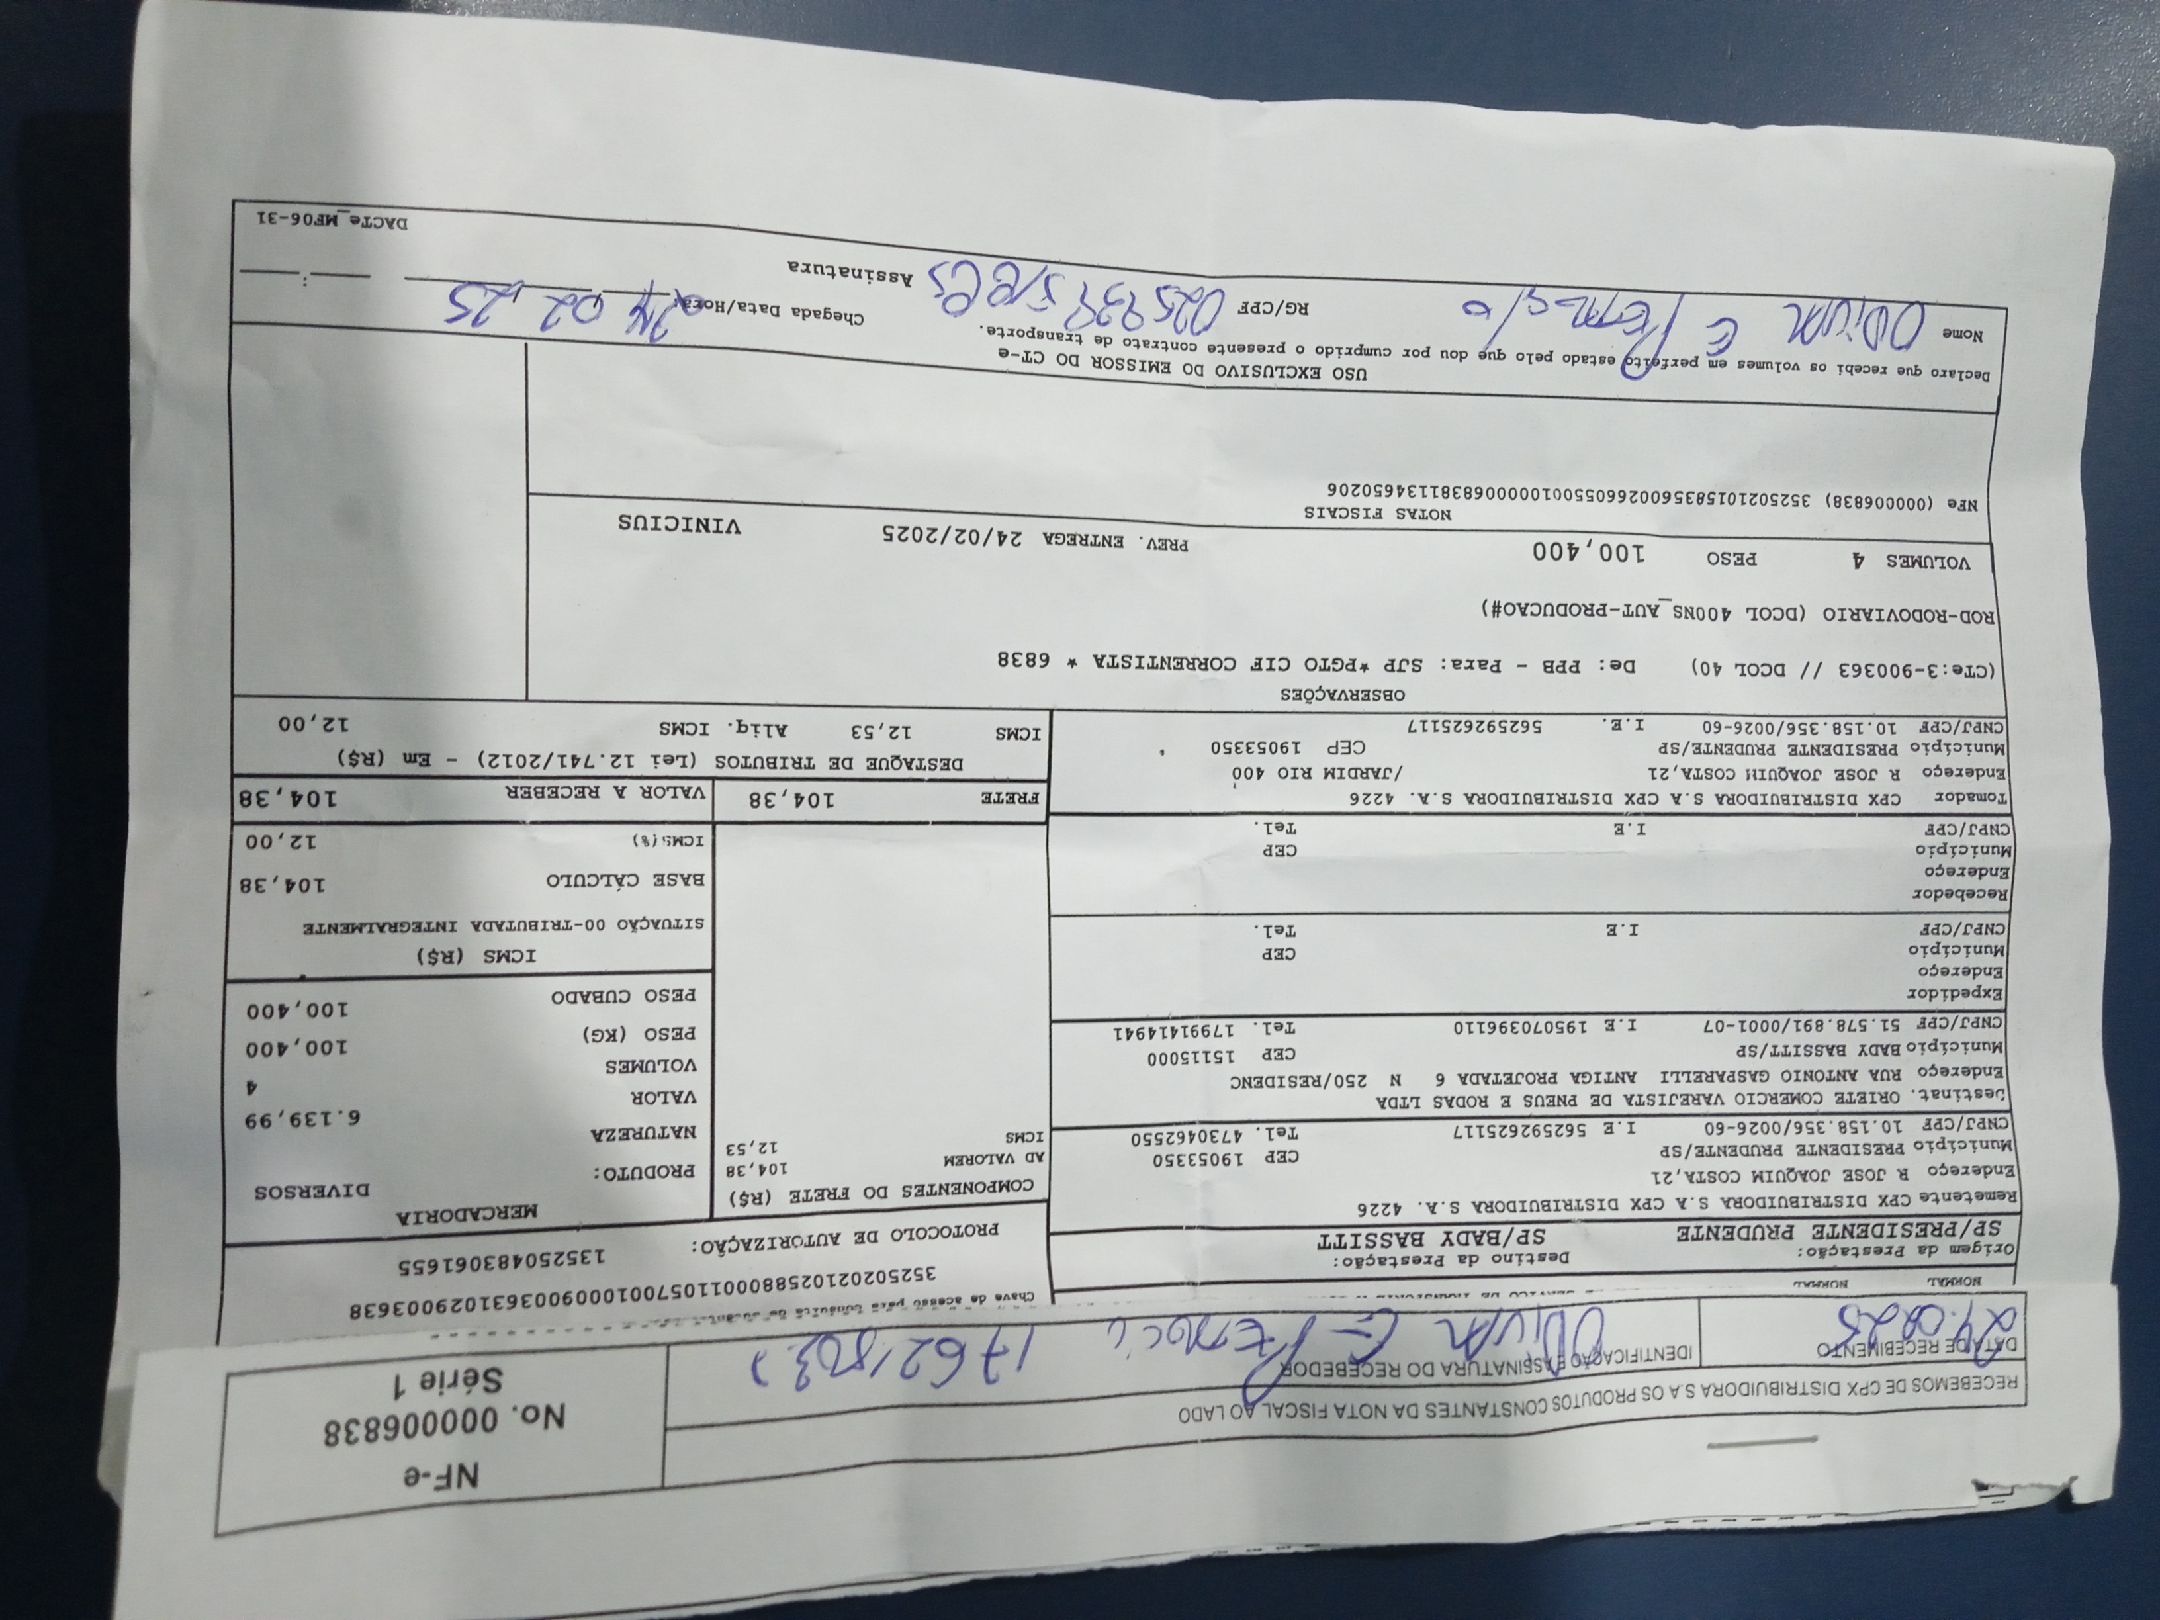 NF-e
No. 000006838
Série 1
RECEBEMOS DE CPX DISTRIBUIDORA S.A OS PRODUTOS CONSTANTES DA NOTA FISCAL AO LADO
DATA DE RECEBIMENTO
IDENTIFICAÇÃO E ASSINATURA DO RECEBEDOR
24.02.25
NORMAL NORMAL
Chave de acesso para consulta de
Origem da Prestação: Destino da Prestação:
SP/PRESIDENTE PRUDENTE SP/BADY BASSITT
PROTOCOLO DE AUTORIZAÇÃO: 135250483061655
Remetente CPX DISTRIBUIDORA S.A CPX DISTRIBUIDORA S.A. 4226
Endereço R JOSE JOAQUIM COSTA,21
Município PRESIDENTE PRUDENTE/SP CEP 19053350
CNPJ/CPF 10.158.356/0026-60 I.E 562592625117 Tel. 4730462550
Destinat. ORIETE COMERCIO VAREJISTA DE PNEUS E RODAS LTDA
Endereço RUA ANTONIO GASPARELLI ANTIGA PROJETADA 6 N 250/RESIDENC
Município BADY BASSITT/SP CEP 15115000
CNPJ/CPF 51.578.891/0001-07 I.E 195070396110 Tel. 17991414941
Expedidor
Endereço
Município CEP
CNPJ/CPF I.E Tel.
Recebedor
Endereço
Município CEP
CNPJ/CPF I.E Tel.
Tomador CPX DISTRIBUIDORA S.A CPX DISTRIBUIDORA S.A. 4226
Endereço R JOSE JOAQUIM COSTA,21 /JARDIM RIO 400
Município PRESIDENTE PRUDENTE/SP CEP 19053350
CNPJ/CPF 10.158.356/0026-60 I.E. 562592625117
COMPONENTES DO FRETE (R$)
AD VALOREM 104,38
ICMS 12,53
MERCADORIA
PRODUTO: DIVERSOS
NATUREZA
VALOR 6.139,99
VOLUMES 4
PESO (KG) 100,400
PESO CUBADO 100,400
ICMS (R$)
SITUAÇÃO 00-TRIBUTADA INTEGRALMENTE
BASE CÁLCULO 104,38
ICMS(%) 12,00
FRETE 104,38 VALOR A RECEBER 104,38
DESTAQUE DE TRIBUTOS (Lei 12.741/2012) - Em (R$)
ICMS 12,53 Aliq. ICMS 12,00
OBSERVAÇÕES
(CTe:3-900363 // DCOL 40) De: PPB - Para: SJP *PGTO CIF CORRENTISTA * 6838
ROD-RODOVIARIO (DCOL 400NS_AUT-PRODUCAO#)
VOLUMES 4 PESO 100,400 PREV. ENTREGA 24/02/2025 VINICIUS
NOTAS FISCAIS
NFe (000006838)
USO EXCLUSIVO DO EMISSOR DO CT-e
Declaro que recebi os volumes em perfeito estado pelo que dou por cumprido o presente contrato de transporte.
Nome RG/CPF Assinatura
Chegada Data/Hora: 24 02 25
DACTe_MF06-31